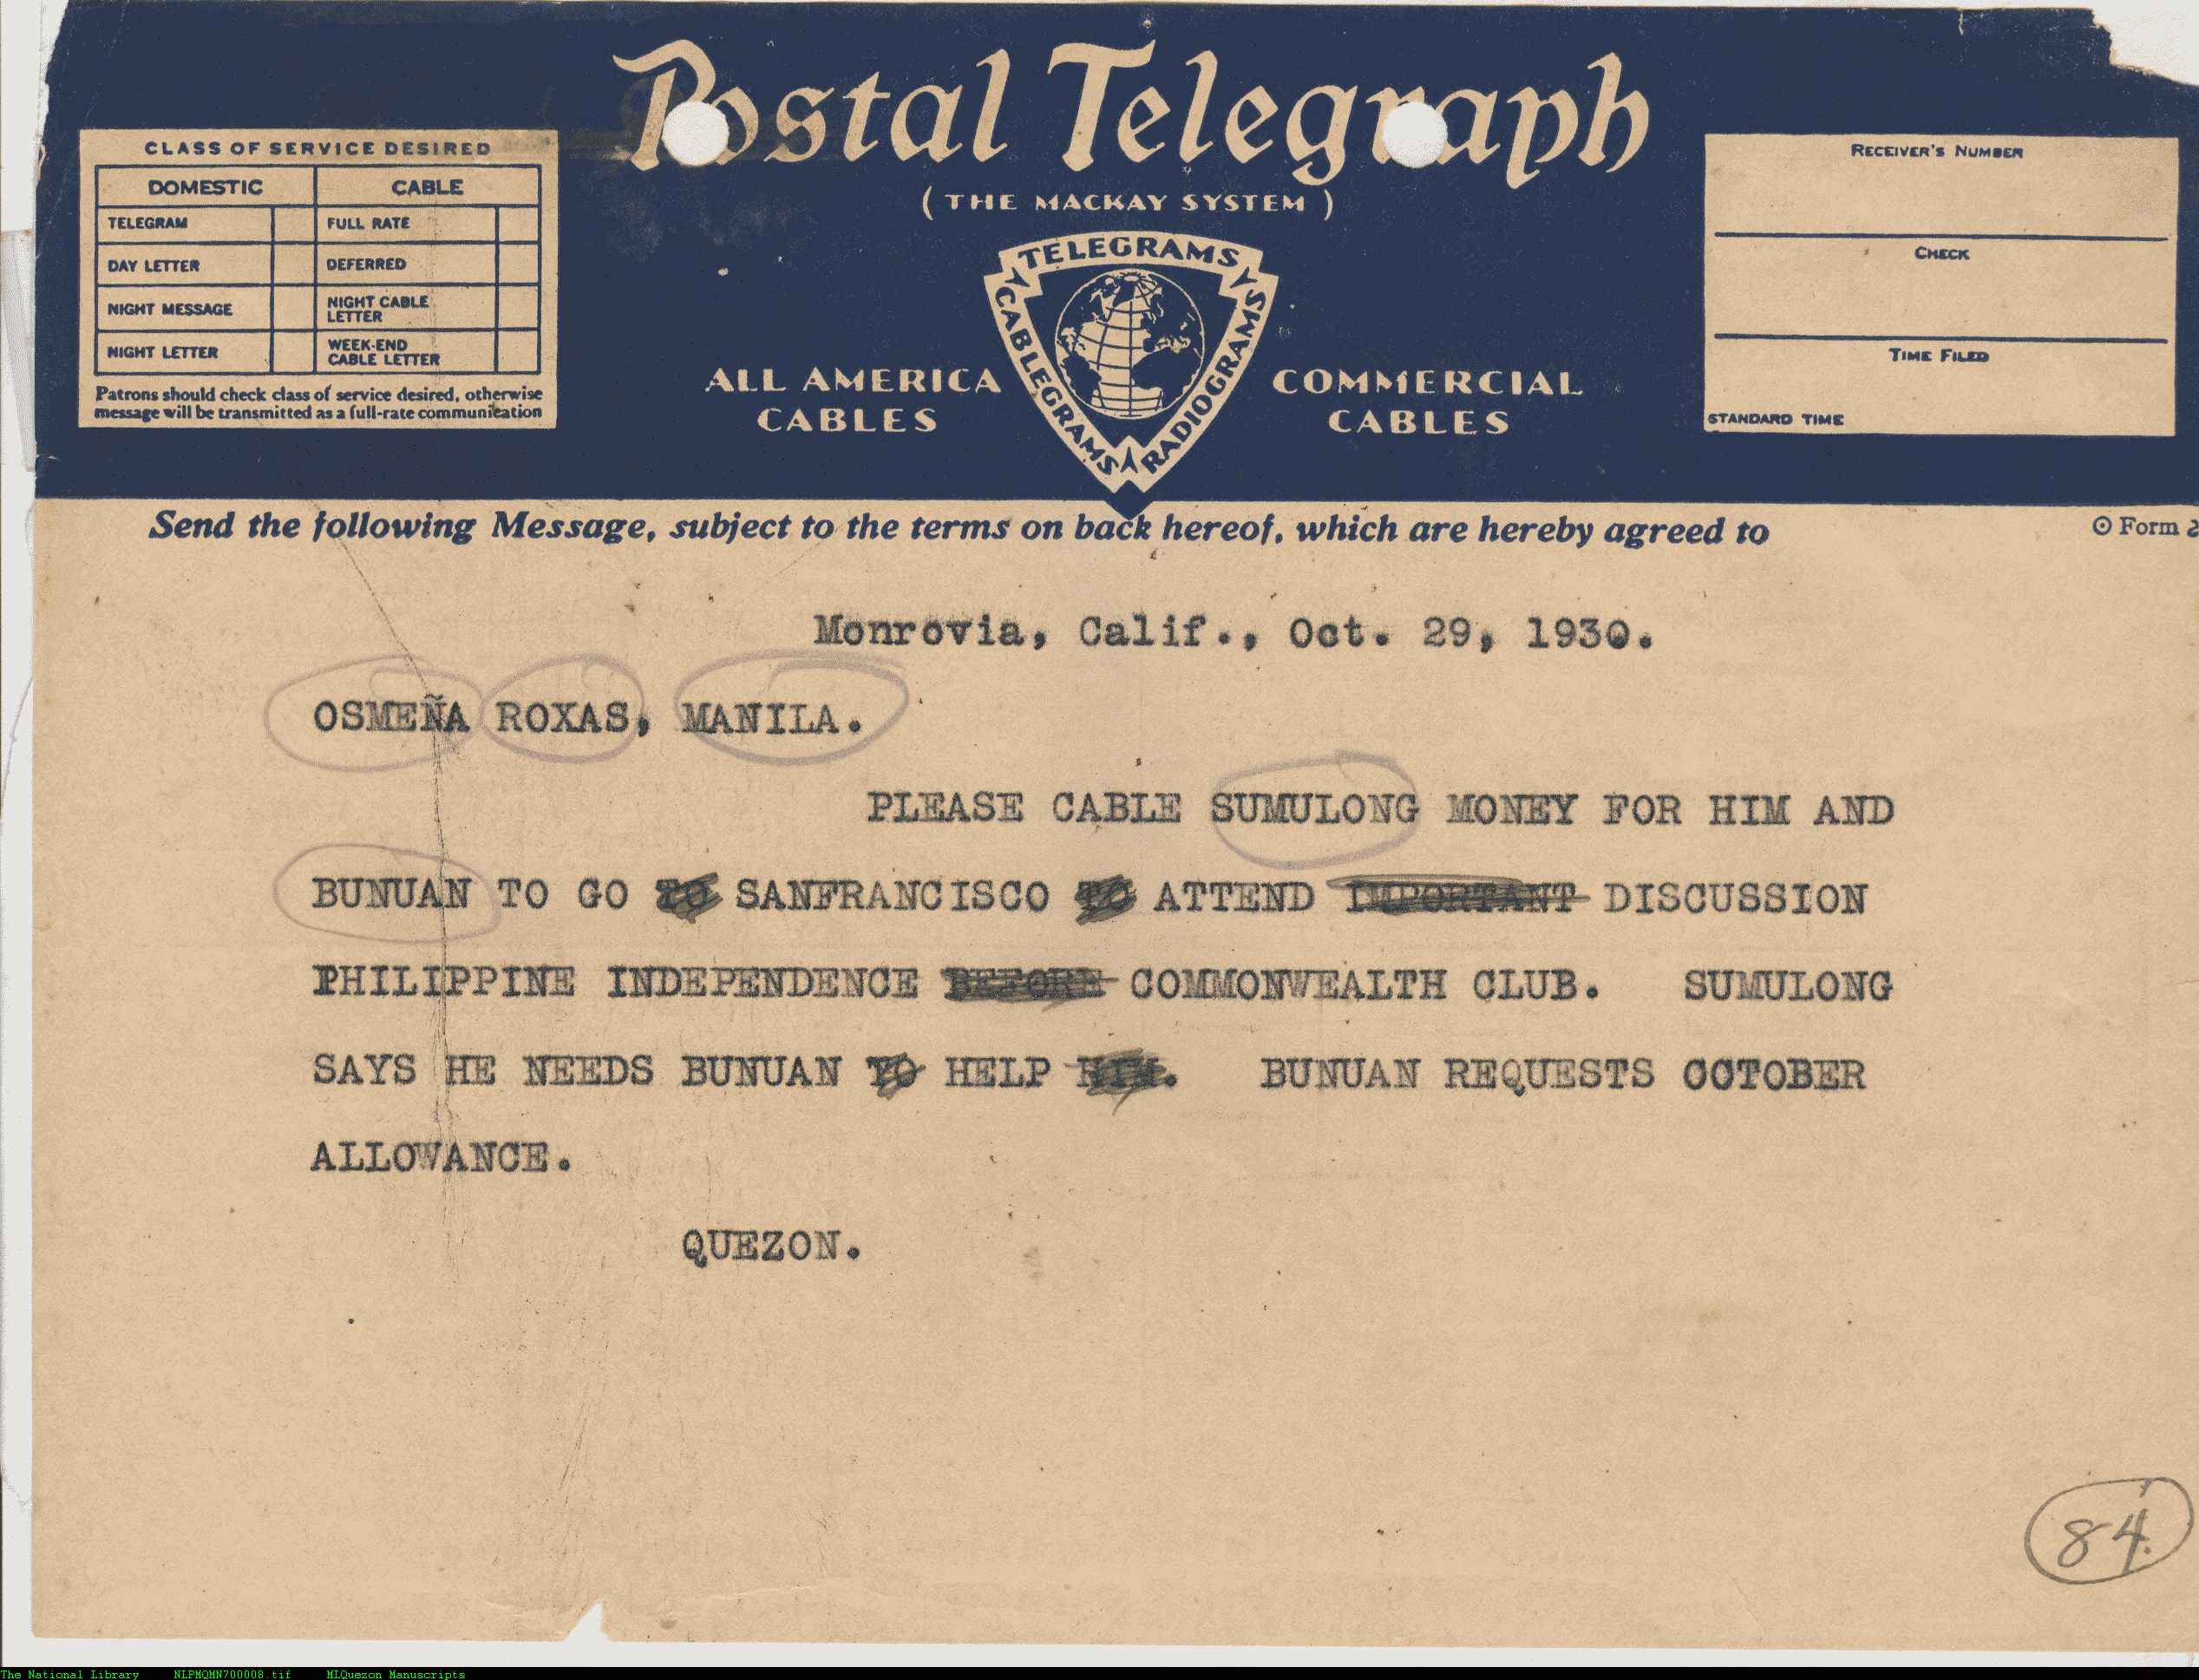 Postal Telegraph
(THE MACKAY SYSTEM)
CLASS OF SERVICE DESIRED
DOMESTIC CABLE
TELEGRAM FULL RATE
DAY LETTER DEFERRED
NIGHT MESSAGE NIGHT CABLE LETTER
NIGHT LETTER WEEK-END CABLE LETTER
Patrons should check class of service desired, otherwise
message will be transmitted as a full-rate communication
TELEGRAMS
CABLEGRAMS
RADIOGRAMS
ALL AMERICA
CABLES
COMMERCIAL
CABLES
RECEIVER'S NUMBER
CHECK
TIME FILED
STANDARD TIME
Send the following Message, subject to the terms on back hereof, which are hereby agreed to
Form
Monrovia, Calif., Oct. 29, 1930.
OSMEÑA ROXAS, MANILA.
PLEASE CABLE SUMULONG MONEY FOR HIM AND
BUNUAN TO GO TO SANFRANCISCO TO ATTEND IMPORTANT DISCUSSION
PHILIPPINE INDEPENDENCE BEFORE COMMONWEALTH CLUB. SUMULONG
SAYS HE NEEDS BUNUAN TO HELP HIM. BUNUAN REQUESTS OCTOBER
ALLOWANCE.
QUEZON.
84.
The National Library NLPMQMN700008.tif MLQuezon Manuscripts